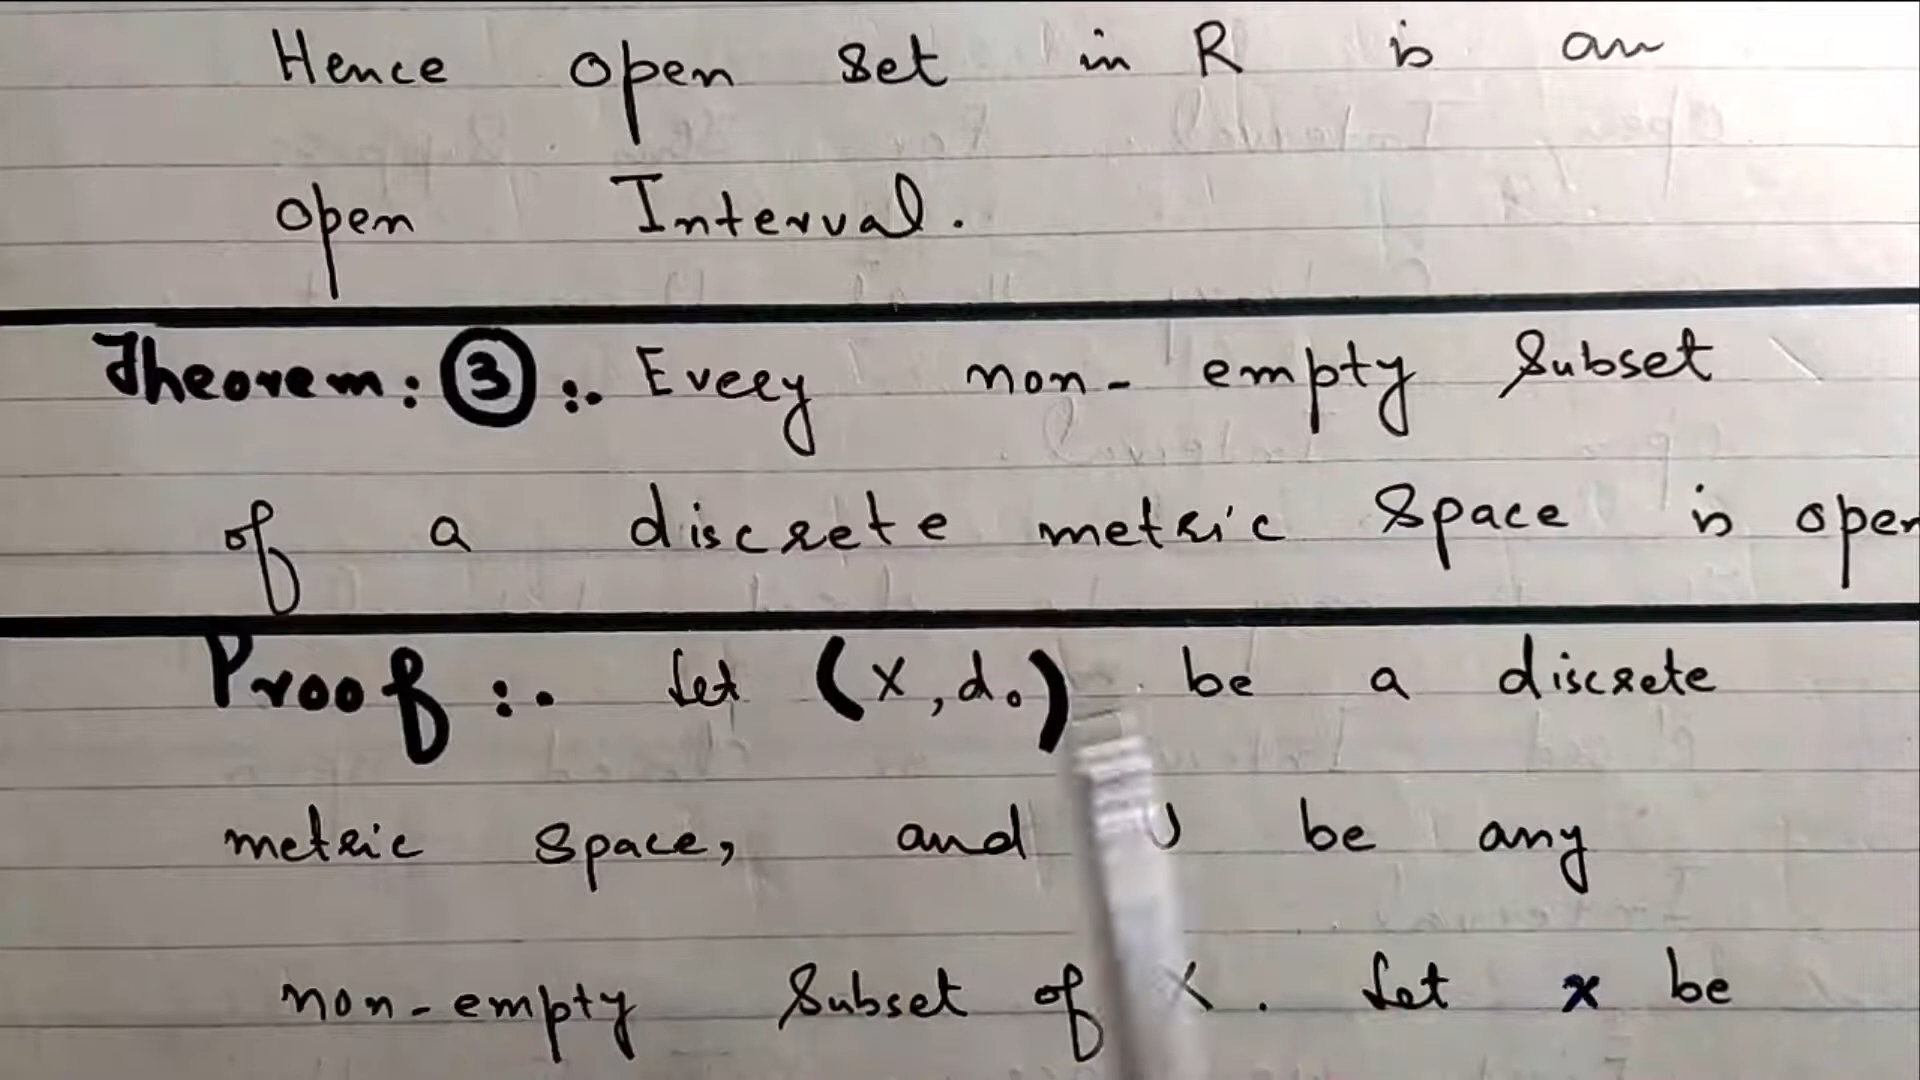 Hence open set in R is an
open Interval.
Theorem: ③ :. Every non-empty Subset
of a discrete metric space is open
Proof :. Let (X, d₀) be a discrete
metric space, and U be any
non-empty Subset of X. Let x be